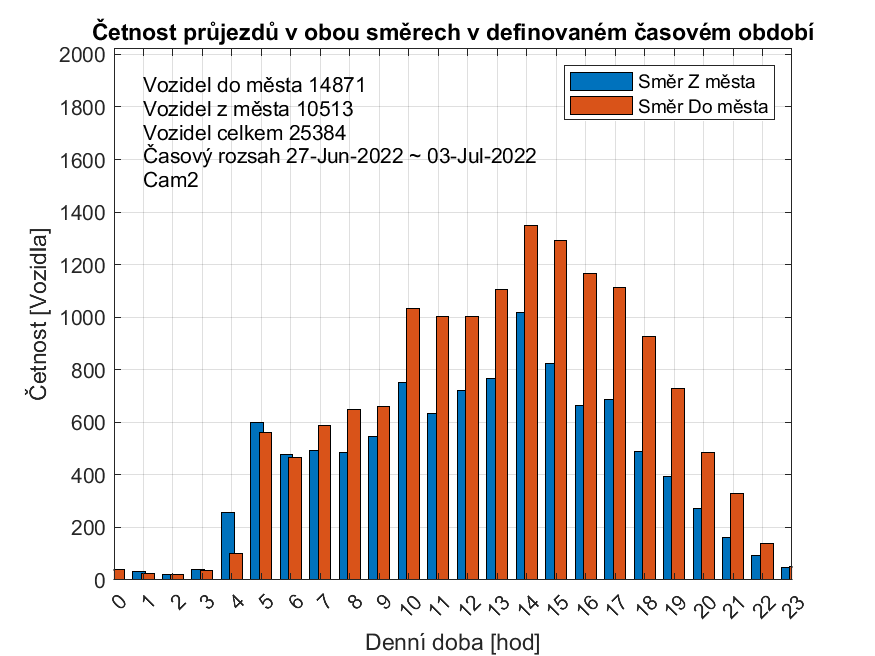 Četnost průjezdů v obou směrech v definovaném časovém období
Vozidel do města 14871
Vozidel z města 10513
Vozidel celkem 25384
Časový rozsah 27-Jun-2022 ~ 03-Jul-2022
Cam2
Směr Z města
Směr Do města
Četnost [Vozidla]
2000
1800
1600
1400
1200
1000
800
600
400
200
0
0 1 2 3 4 5 6 7 8 9 10 11 12 13 14 15 16 17 18 19 20 21 22 23
Denní doba [hod]